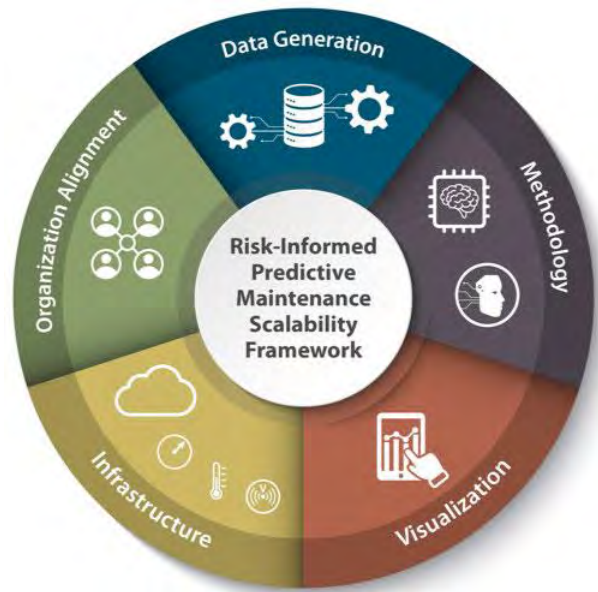 Data Generation
Methodology
Visualization
Infrastructure
Organization Alignment
Risk-Informed
Predictive
Maintenance
Scalability
Framework
V